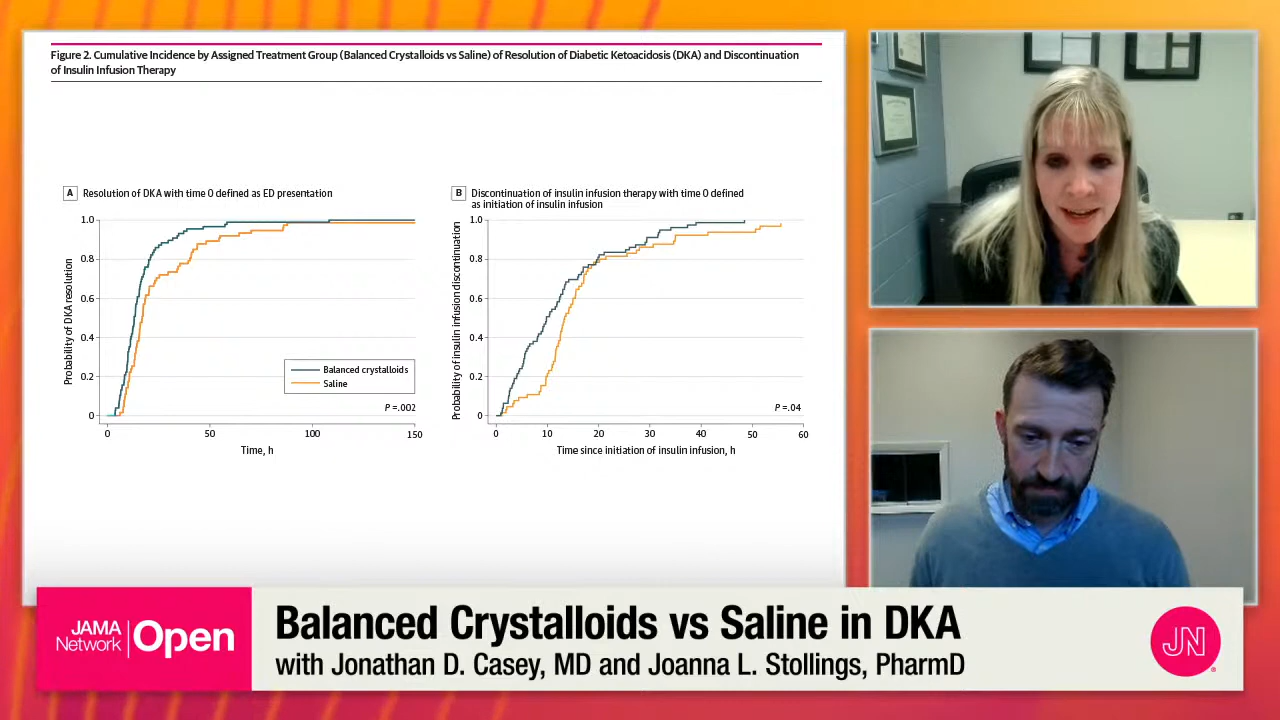 Figure 2. Cumulative Incidence by Assigned Treatment Group (Balanced Crystalloids vs Saline) of Resolution of Diabetic Ketoacidosis (DKA) and Discontinuation
of Insulin Infusion Therapy
A Resolution of DKA with time 0 defined as ED presentation
1.0
0.8
0.6
0.4
0.2
0
Probability of DKA resolution
Balanced crystalloids
Saline
P =.002
0 50 100 150
Time, h
B Discontinuation of insulin infusion therapy with time 0 defined
as initiation of insulin infusion
1.0
0.8
0.6
0.4
0.2
0
Probability of insulin infusion discontinuation
P =.04
0 10 20 30 40 50 60
Time since initiation of insulin infusion, h
JAMA
Network
Open
Balanced Crystalloids vs Saline in DKA
with Jonathan D. Casey, MD and Joanna L. Stollings, PharmD
JN